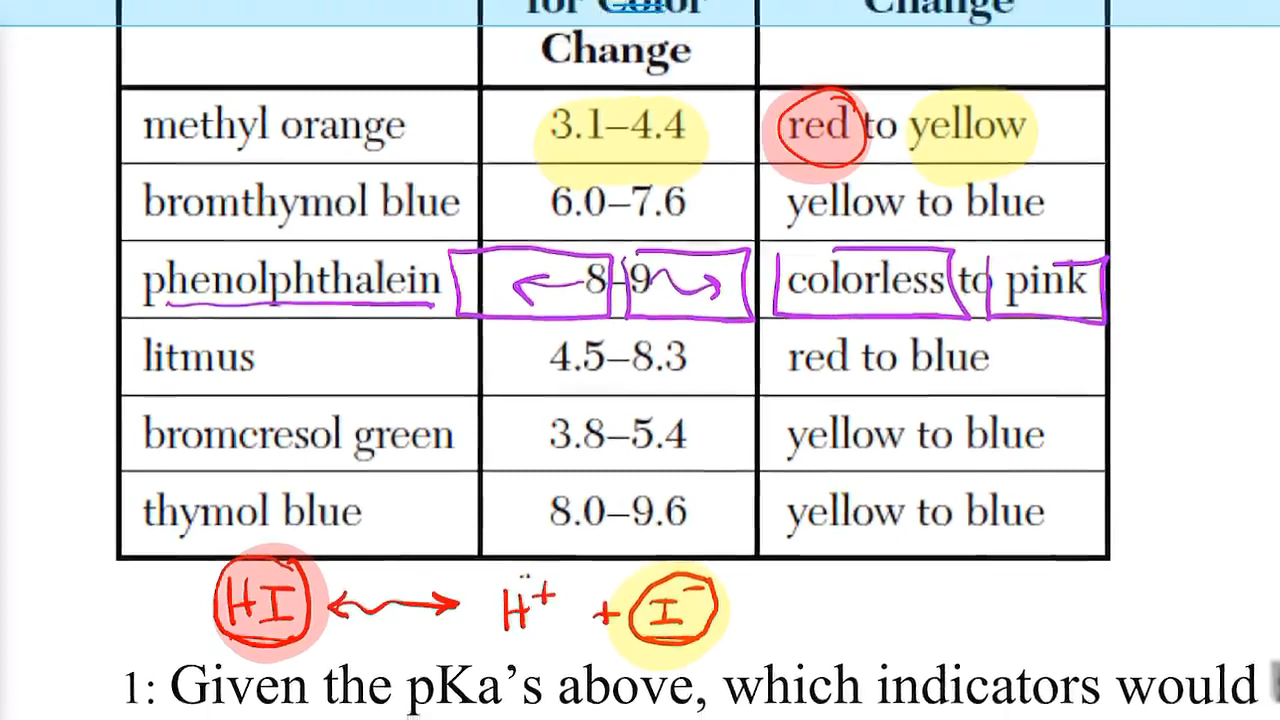 for Color Change
Change
methyl orange 3.1–4.4 red to yellow
bromthymol blue 6.0–7.6 yellow to blue
phenolphthalein 8–9 colorless to pink
litmus 4.5–8.3 red to blue
bromcresol green 3.8–5.4 yellow to blue
thymol blue 8.0–9.6 yellow to blue
HI H+ + I-
1: Given the pKa’s above, which indicators would